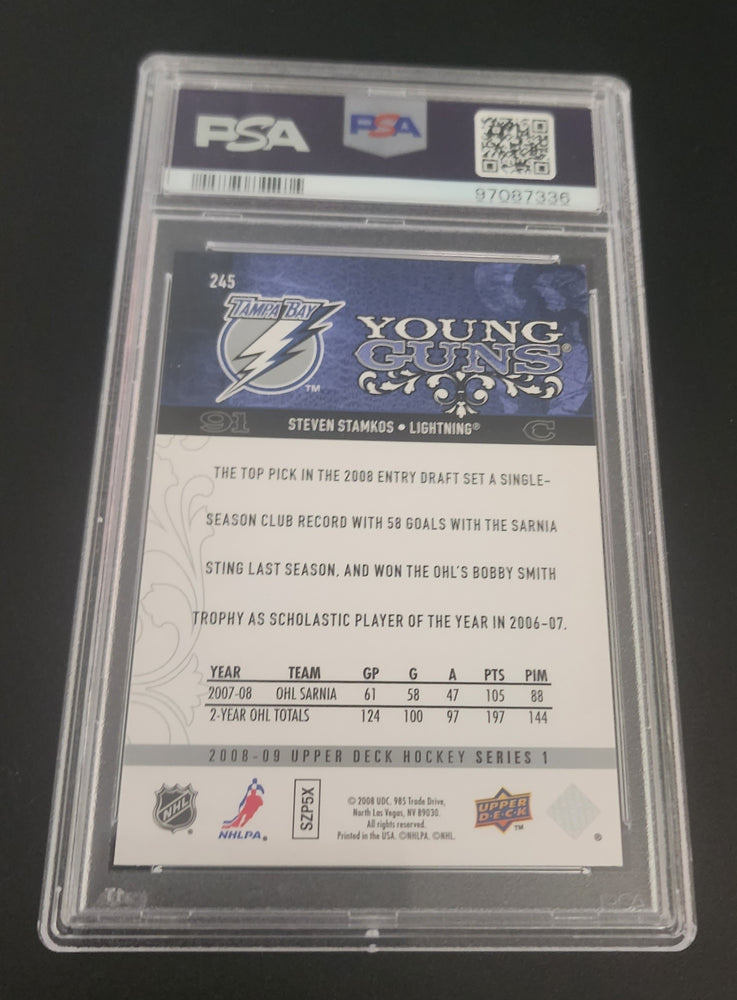 PSA
PSA
97087336
245
TAMPA BAY
TM
YOUNG
GUNS®
91
STEVEN STAMKOS • LIGHTNING®
C
THE TOP PICK IN THE 2008 ENTRY DRAFT SET A SINGLE-
SEASON CLUB RECORD WITH 58 GOALS WITH THE SARNIA
STING LAST SEASON, AND WON THE OHL'S BOBBY SMITH
TROPHY AS SCHOLASTIC PLAYER OF THE YEAR IN 2006-07.
YEAR TEAM GP G A PTS PIM
2007-08 OHL SARNIA 61 58 47 105 88
2-YEAR OHL TOTALS 124 100 97 197 144
2008-09 UPPER DECK HOCKEY SERIES 1
NHL
®
NHLPA®
SZP5X
© 2008 UDC. 985 Trade Drive,
North Las Vegas, NV 89030.
All rights reserved.
Printed in the USA. ©NHLPA. ©NHL.
UPPER
DECK
TM
®
PSA